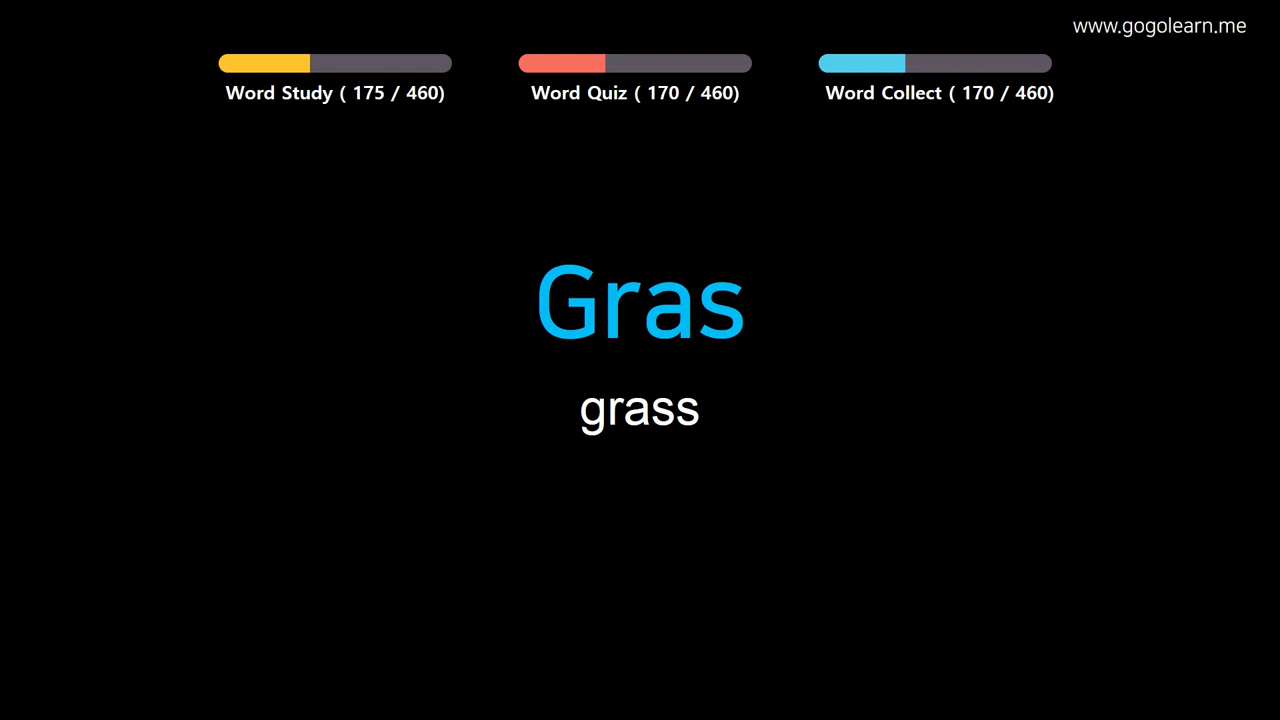 www.gogolearn.me
Word Study ( 175 / 460)
Word Quiz ( 170 / 460)
Word Collect ( 170 / 460)
Gras
grass